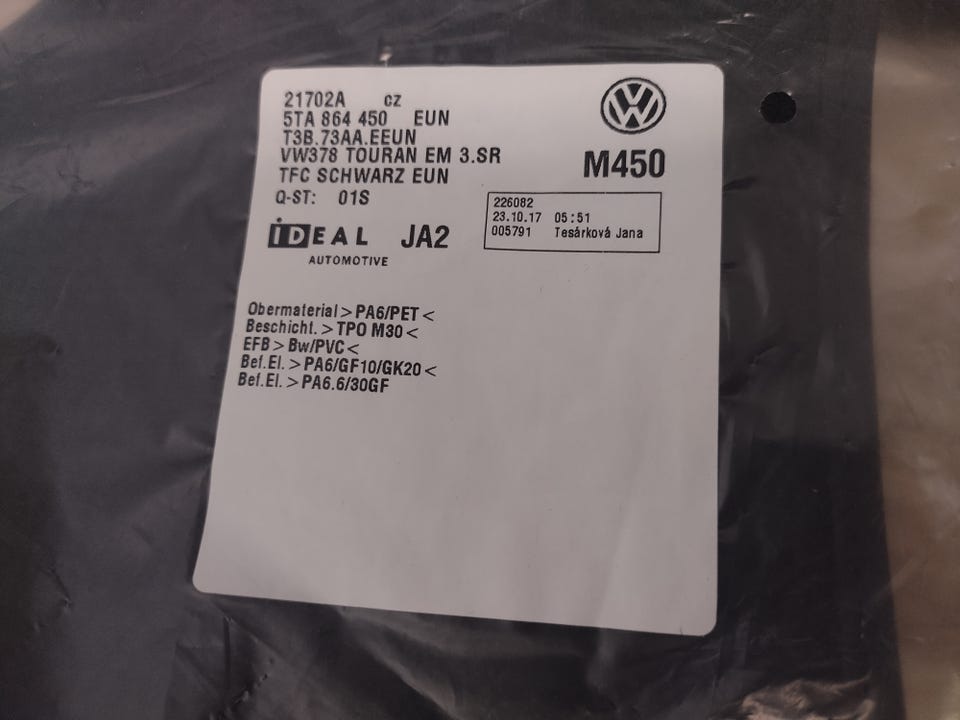 21702A cz
5TA 864 450 EUN
T3B.73AA.EEUN
VW378 TOURAN EM 3.SR
TFC SCHWARZ EUN
Q-ST: 01S
VW
M450
226082
23.10.17 05:51
005791 Tesárková Jana
IDEAL JA2
AUTOMOTIVE
Obermaterial >PA6/PET<
Beschicht. >TPO M30<
EFB >Bw/PVC<
Bef.El. >PA6/GF10/GK20<
Bef.El. >PA6.6/30GF